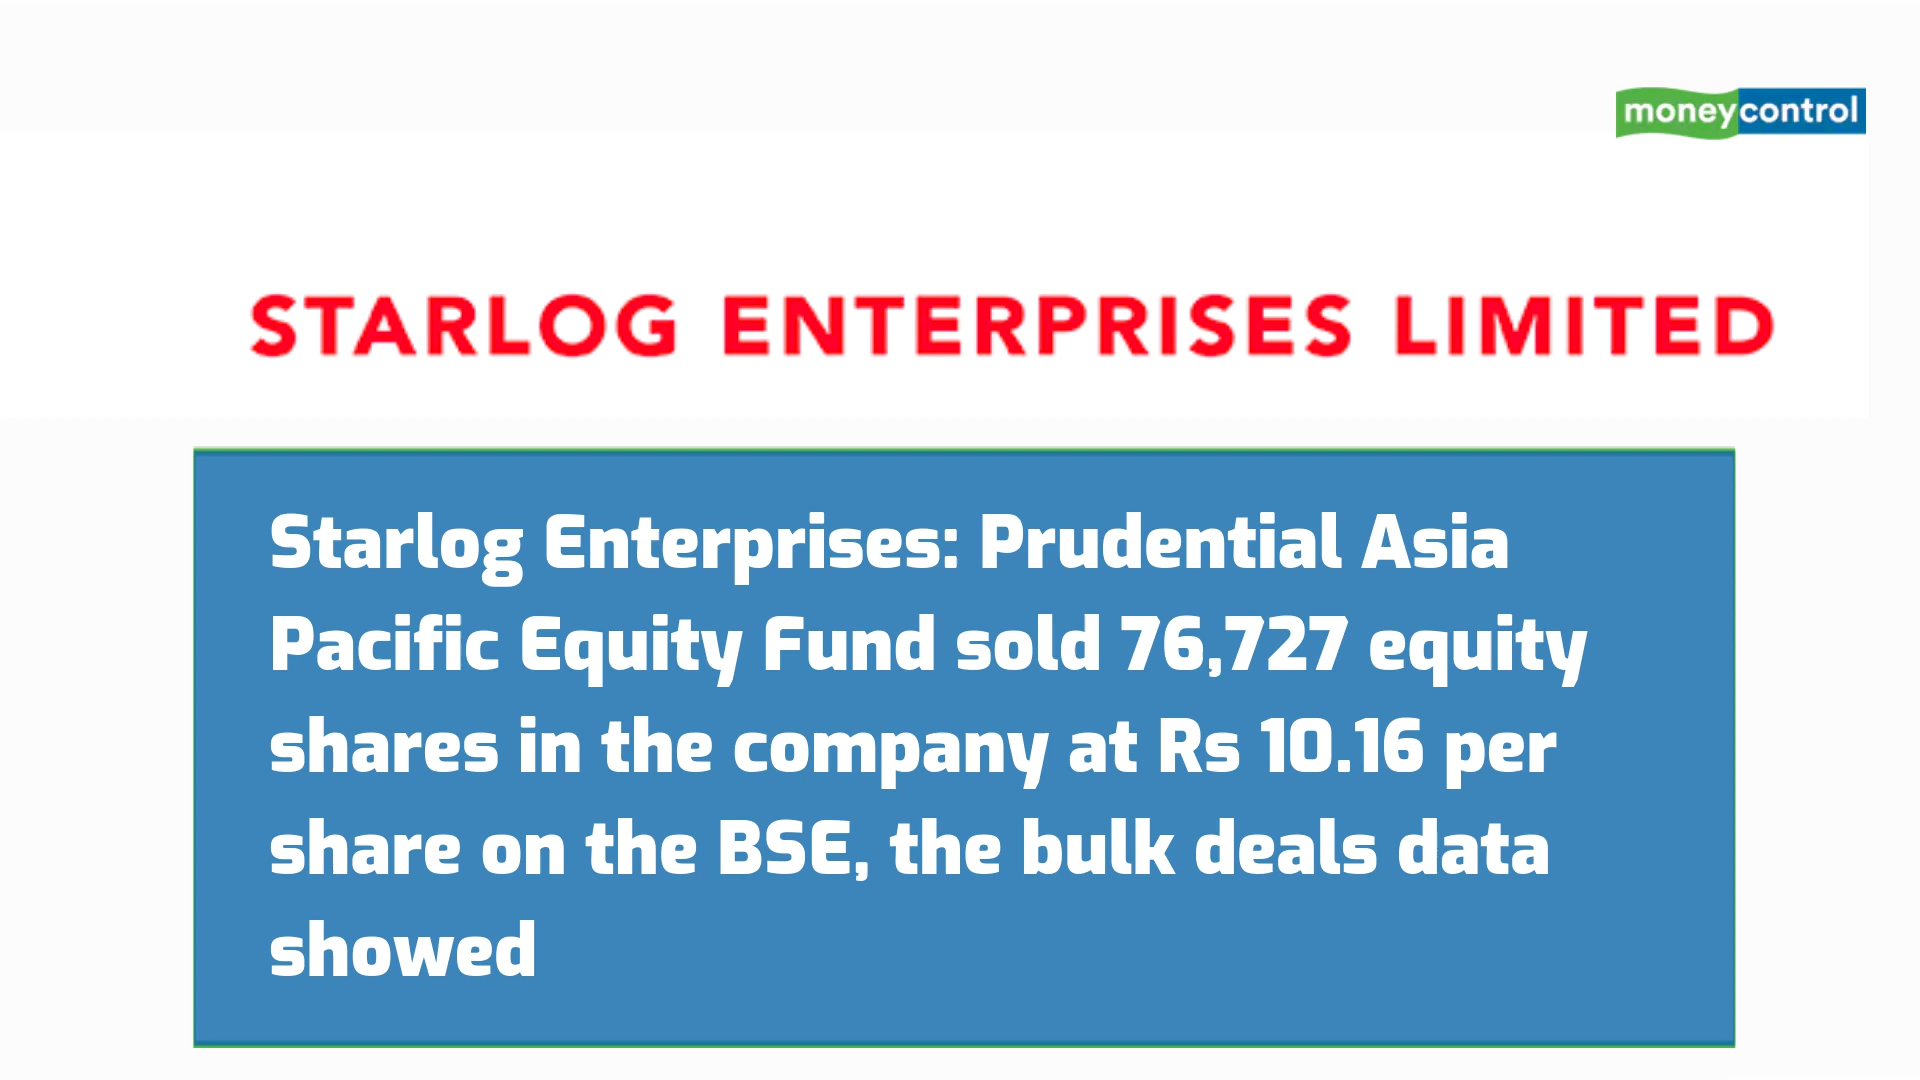 moneycontrol
STARLOG ENTERPRISES LIMITED
Starlog Enterprises: Prudential Asia
Pacific Equity Fund sold 76,727 equity
shares in the company at Rs 10.16 per
share on the BSE, the bulk deals data
showed